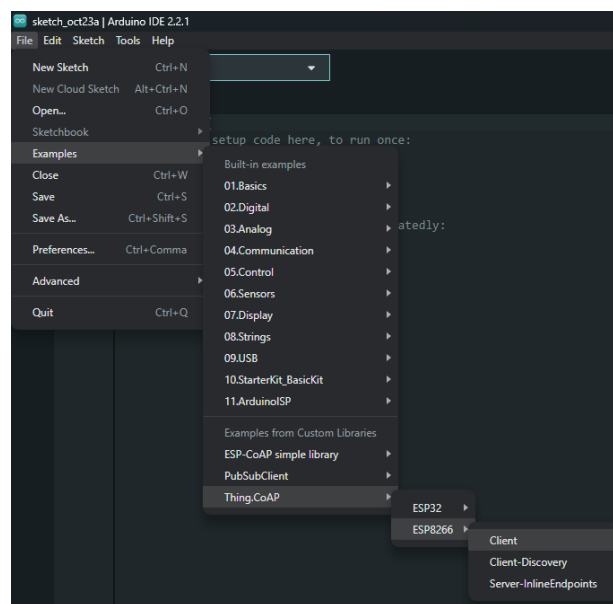 sketch_oct23a | Arduino IDE 2.2.1
File Edit Sketch Tools Help
New Sketch Ctrl+N
New Cloud Sketch Alt+Ctrl+N
Open... Ctrl+O
Sketchbook
Examples
Close Ctrl+W
Save Ctrl+S
Save As... Ctrl+Shift+S
Preferences... Ctrl+Comma
Advanced
Quit Ctrl+Q
setup code here, to run once:
atedly:
Built-in examples
01.Basics
02.Digital
03.Analog
04.Communication
05.Control
06.Sensors
07.Display
08.Strings
09.USB
10.StarterKit_BasicKit
11.ArduinoISP
Examples from Custom Libraries
ESP-CoAP simple library
PubSubClient
Thing.CoAP
ESP32
ESP8266
Client
Client-Discovery
Server-InlineEndpoints